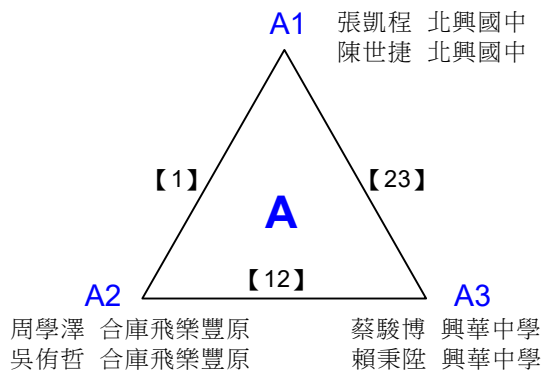 A1
張凱程 北興國中
陳世捷 北興國中
【1】
【23】
A
【12】
A2
A3
周學澤 合庫飛樂豐原
吳侑哲 合庫飛樂豐原
蔡駿博 興華中學
賴秉陞 興華中學